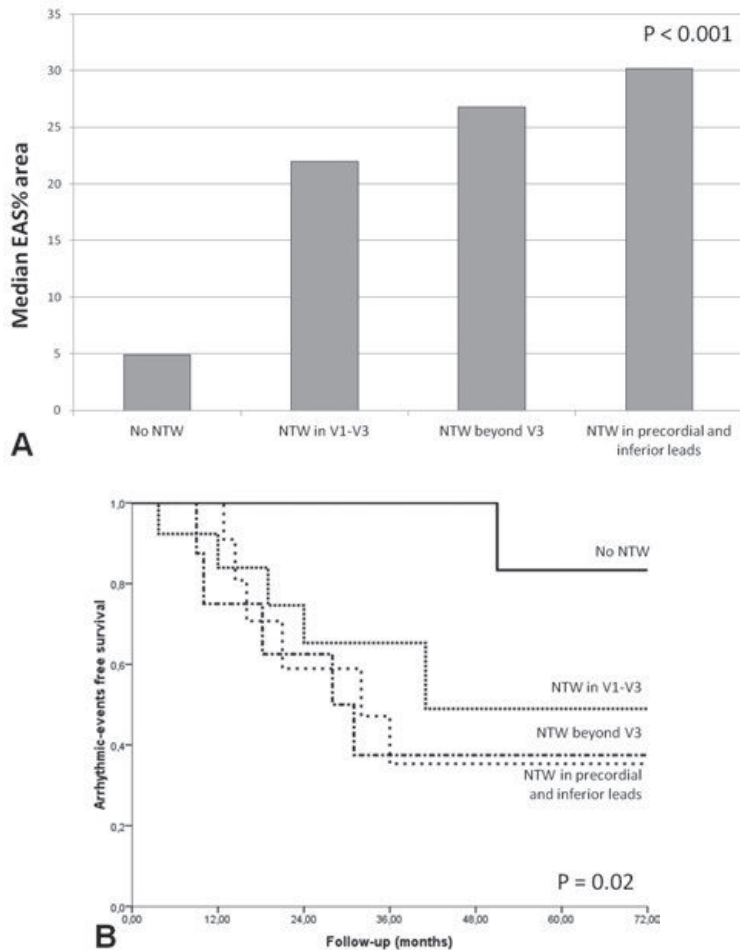 35
P < 0.001
30
25
20
15
10
5
0
Median EAS% area
No NTW
NTW in V1-V3
NTW beyond V3
NTW in precordial and
inferior leads
A
1,0
0,8
0,6
0,4
0,2
0,0
Arrhythmic-events free survival
No NTW
NTW in V1-V3
NTW beyond V3
NTW in precordial
and inferior leads
P = 0.02
0,00
12,00
24,00
36,00
48,00
60,00
72,00
Follow-up (months)
B